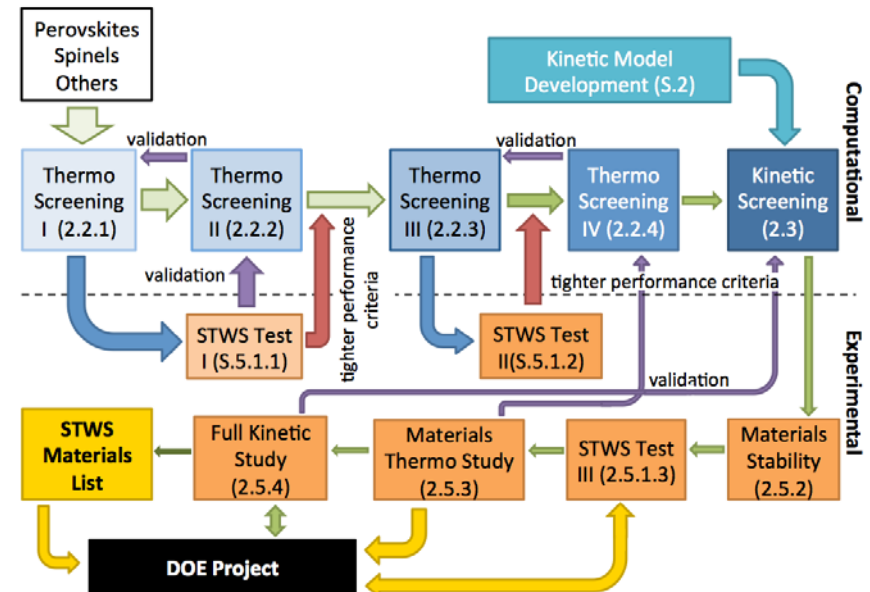 Perovskites
Spinels
Others
Kinetic Model
Development (S.2)
Computational
validation
validation
Thermo
Screening
I (2.2.1)
Thermo
Screening
II (2.2.2)
Thermo
Screening
III (2.2.3)
Thermo
Screening
IV (2.2.4)
Kinetic
Screening
(2.3)
validation
tighter performance
criteria
tighter performance criteria
STWS Test
I (S.5.1.1)
STWS Test
II(S.5.1.2)
Experimental
validation
STWS
Materials
List
Full Kinetic
Study
(2.5.4)
Materials
Thermo Study
(2.5.3)
STWS Test
III (2.5.1.3)
Materials
Stability
(2.5.2)
DOE Project